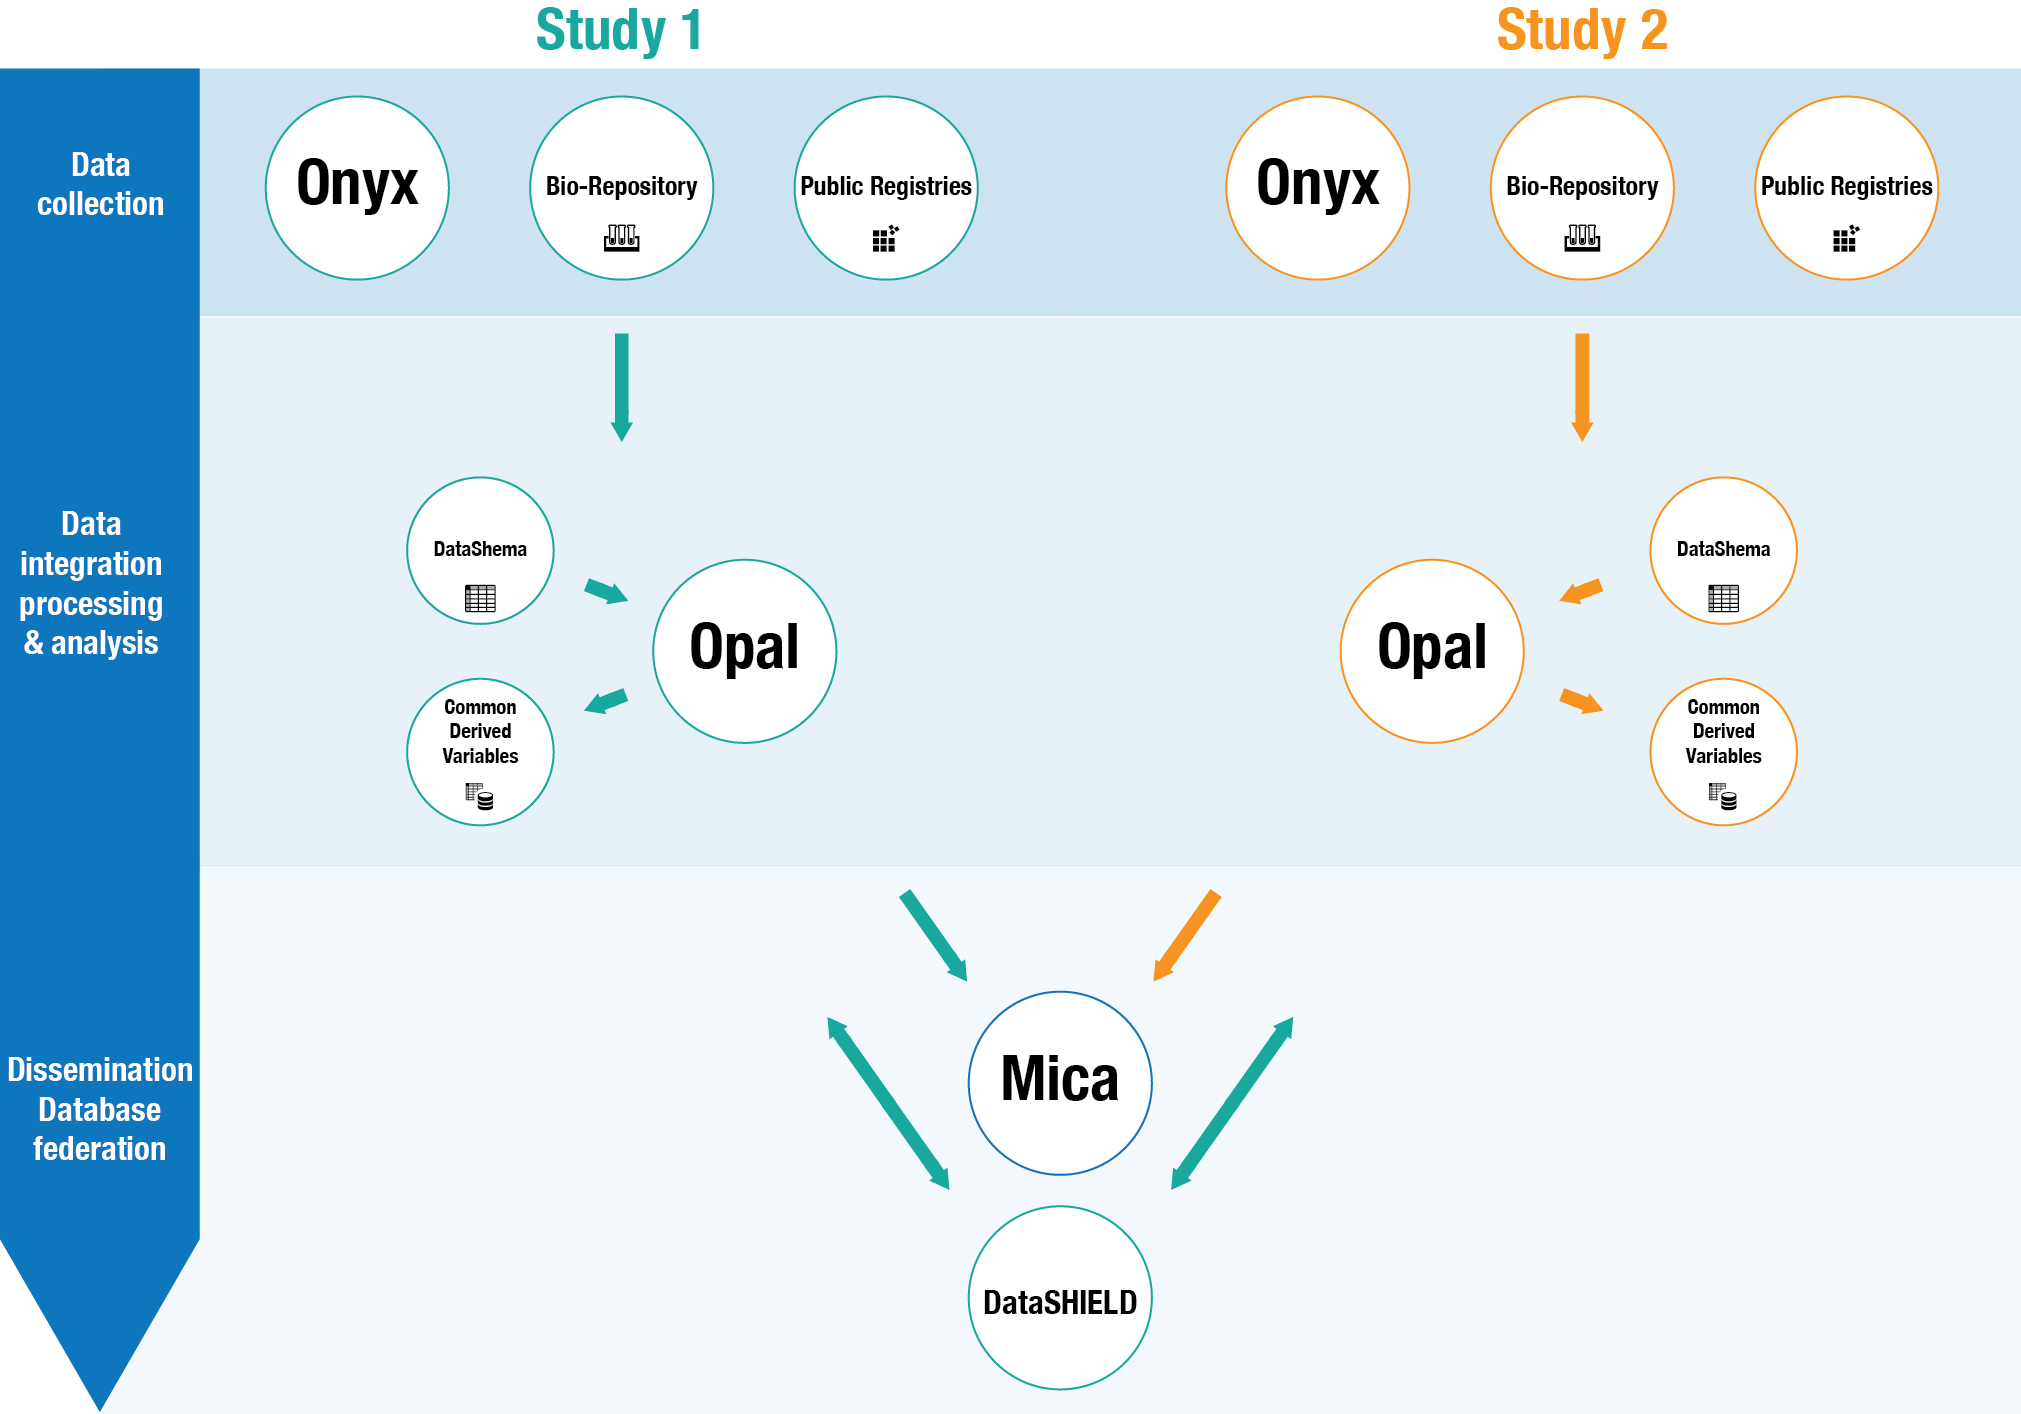 Study 1
Study 2
Data
collection
Onyx
Bio-Repository
Public Registries
Onyx
Bio-Repository
Public Registries
Data
integration
processing
& analysis
DataShema
Opal
Common
Derived
Variables
Opal
DataShema
Common
Derived
Variables
Dissemination
Database
federation
Mica
DataSHIELD